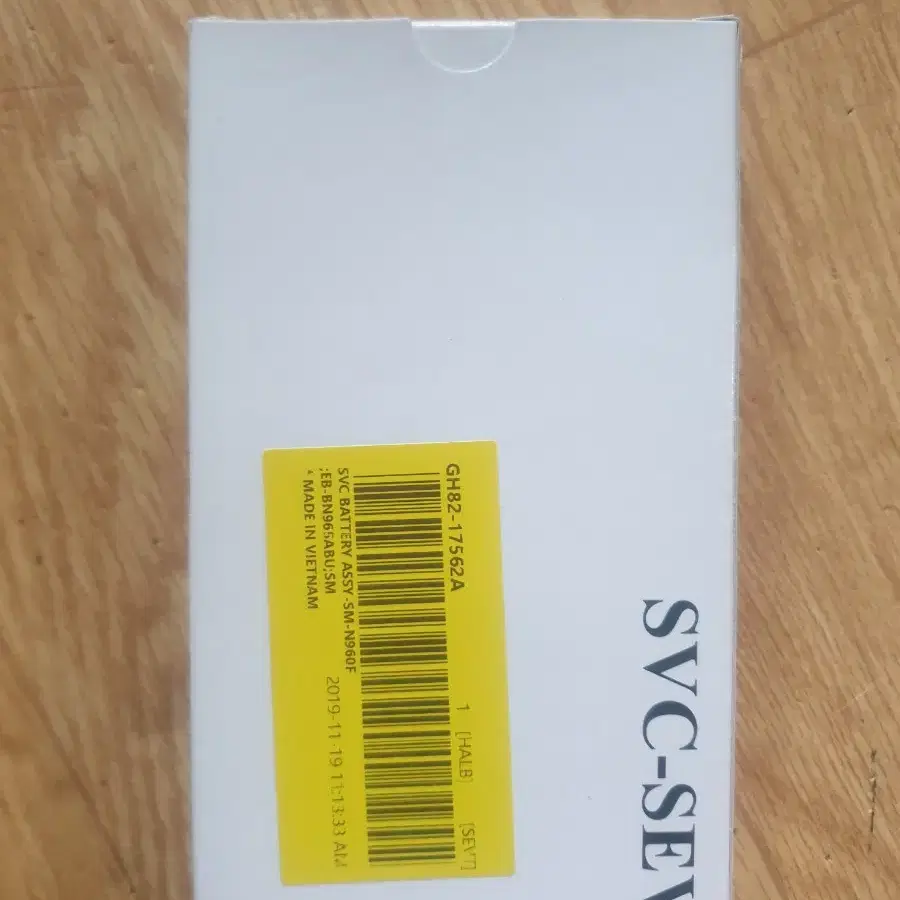 GH82-17562A 1 [HALB] [SEVT]
SVC BATTERY ASSY-SM-N960F
;EB-BN965ABU;SM 2019-11-19 11:13:33 AM
* MADE IN VIETNAM
SVC-SEV